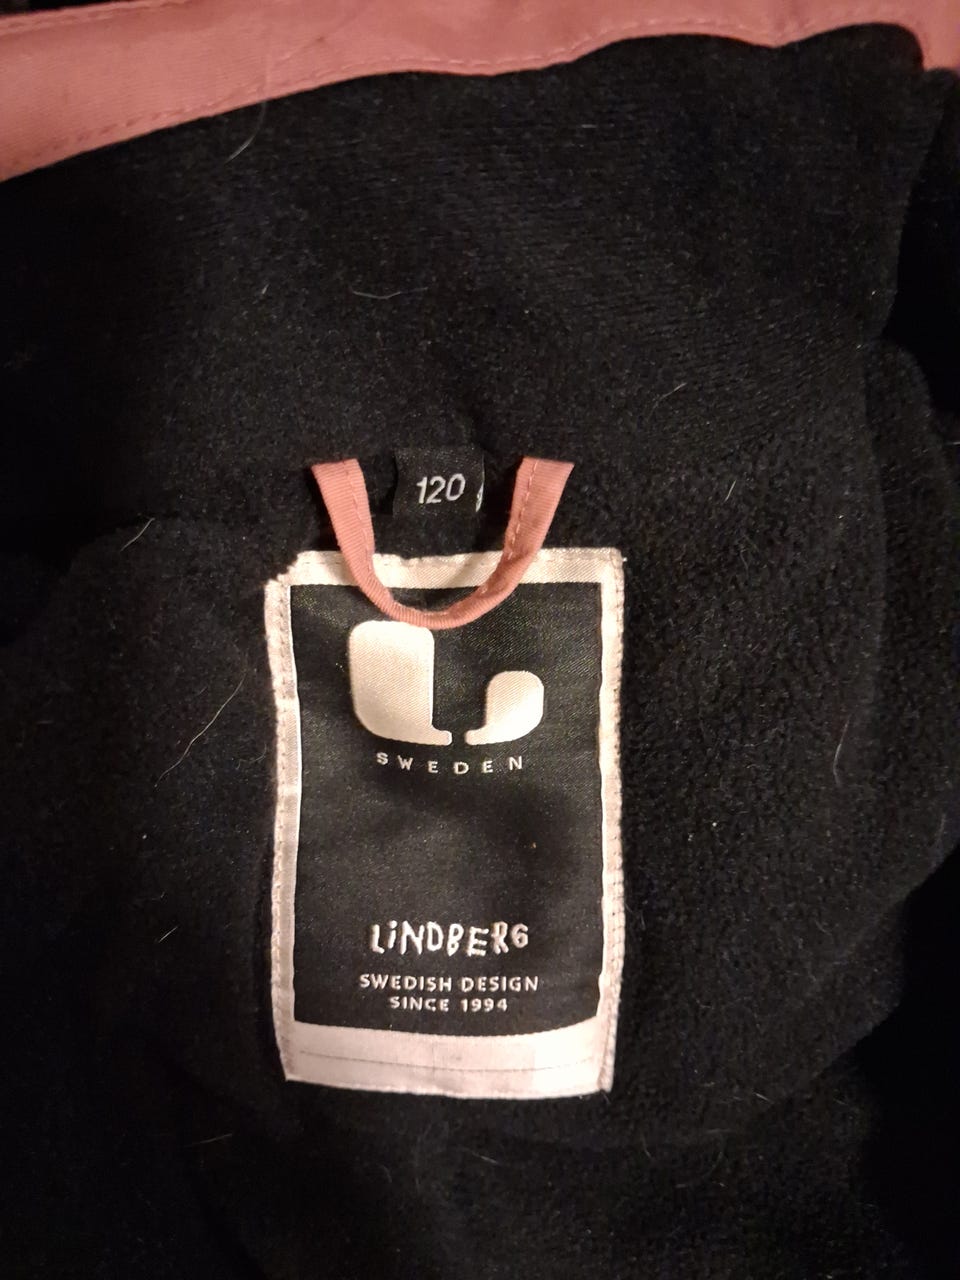 120
SWEDEN
LiNDBERG
SWEDISH DESIGN
SINCE 1994